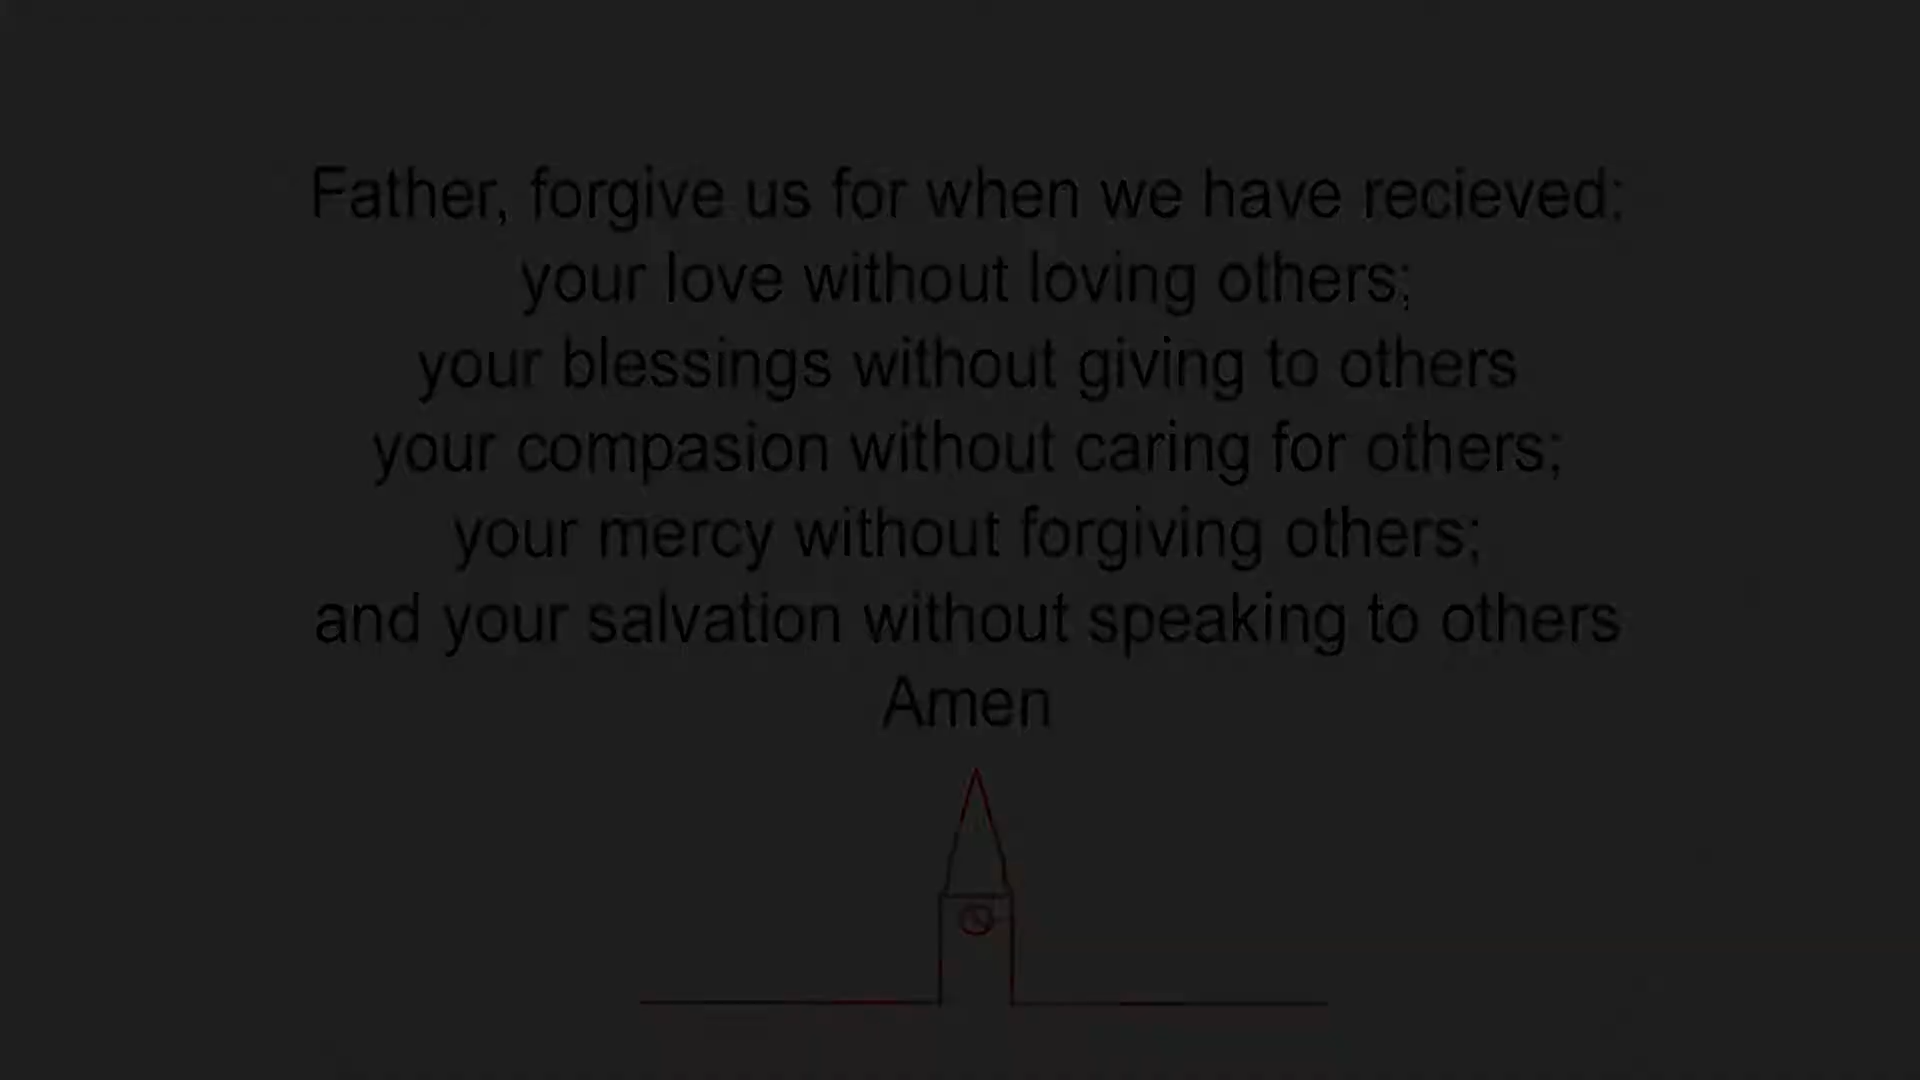 Father, forgive us for when we have recieved:
your love without loving others;
your blessings without giving to others
your compasion without caring for others;
your mercy without forgiving others;
and your salvation without speaking to others
Amen